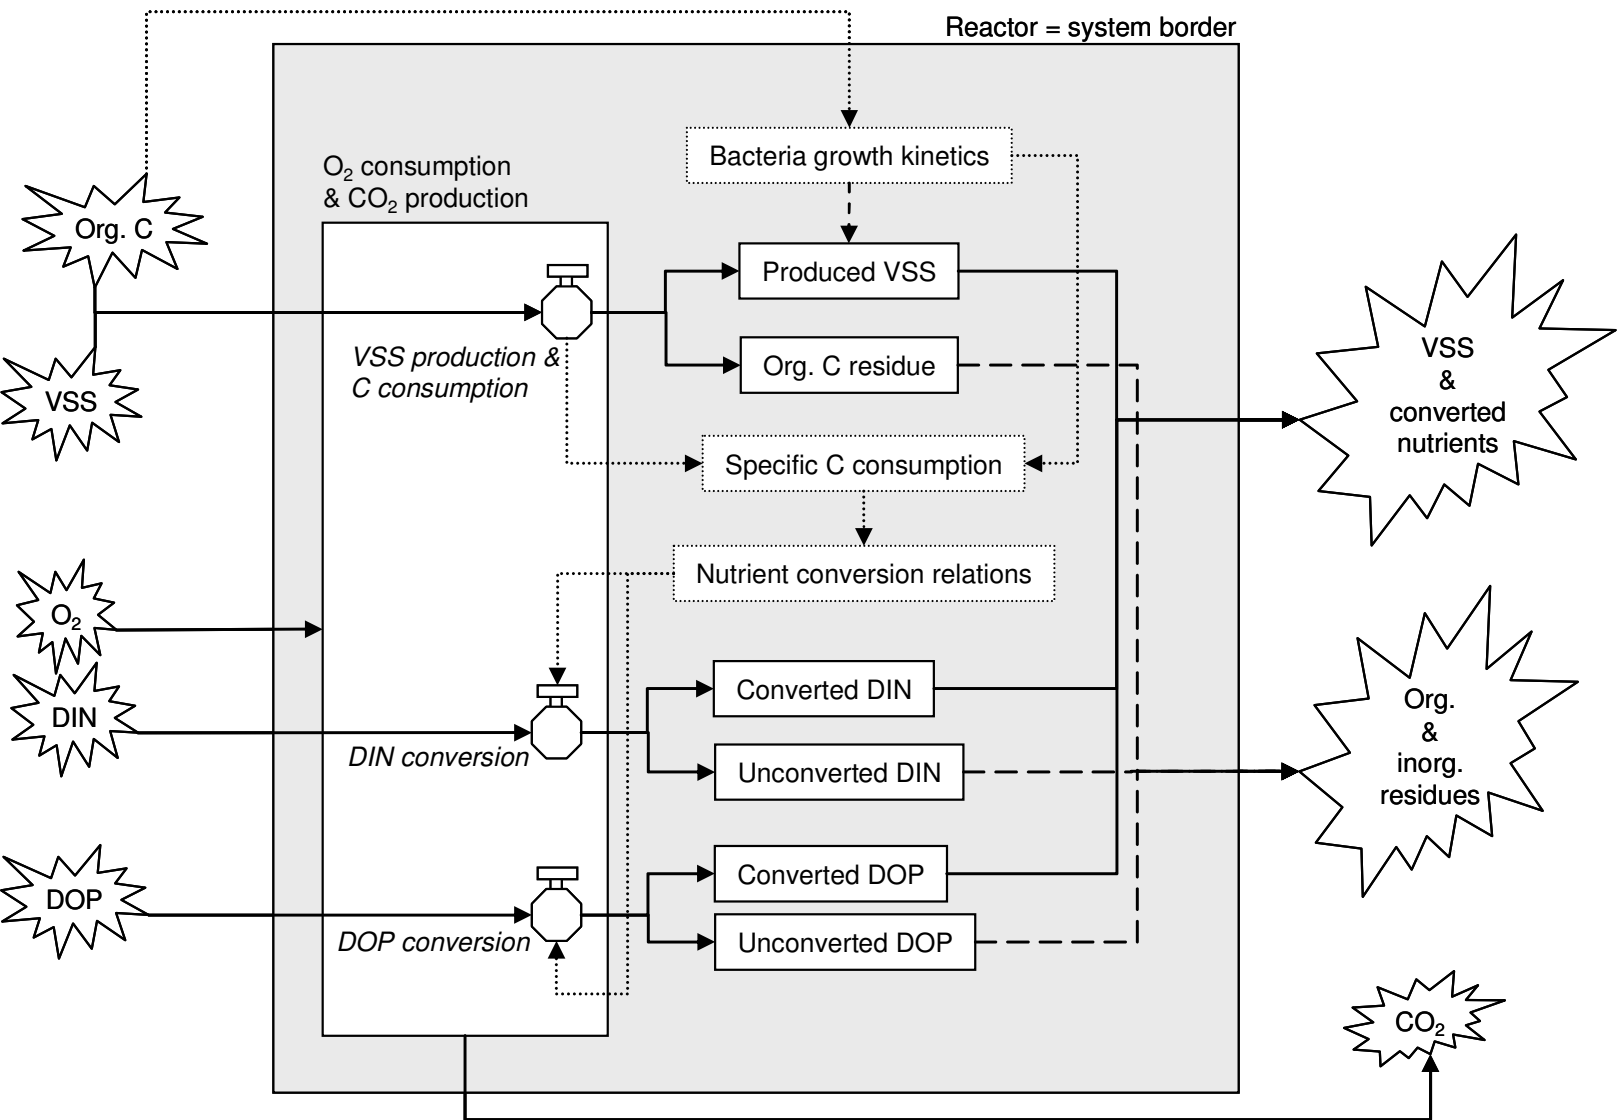 Reactor = system border
Bacteria growth kinetics
O₂ consumption
& CO₂ production
Org. C
Produced VSS
VSS production &
C consumption
Org. C residue
VSS
VSS
&
converted
nutrients
Specific C consumption
Nutrient conversion relations
O₂
DIN
Converted DIN
DIN conversion
Unconverted DIN
Org.
&
inorg.
residues
DOP
Converted DOP
DOP conversion
Unconverted DOP
CO₂